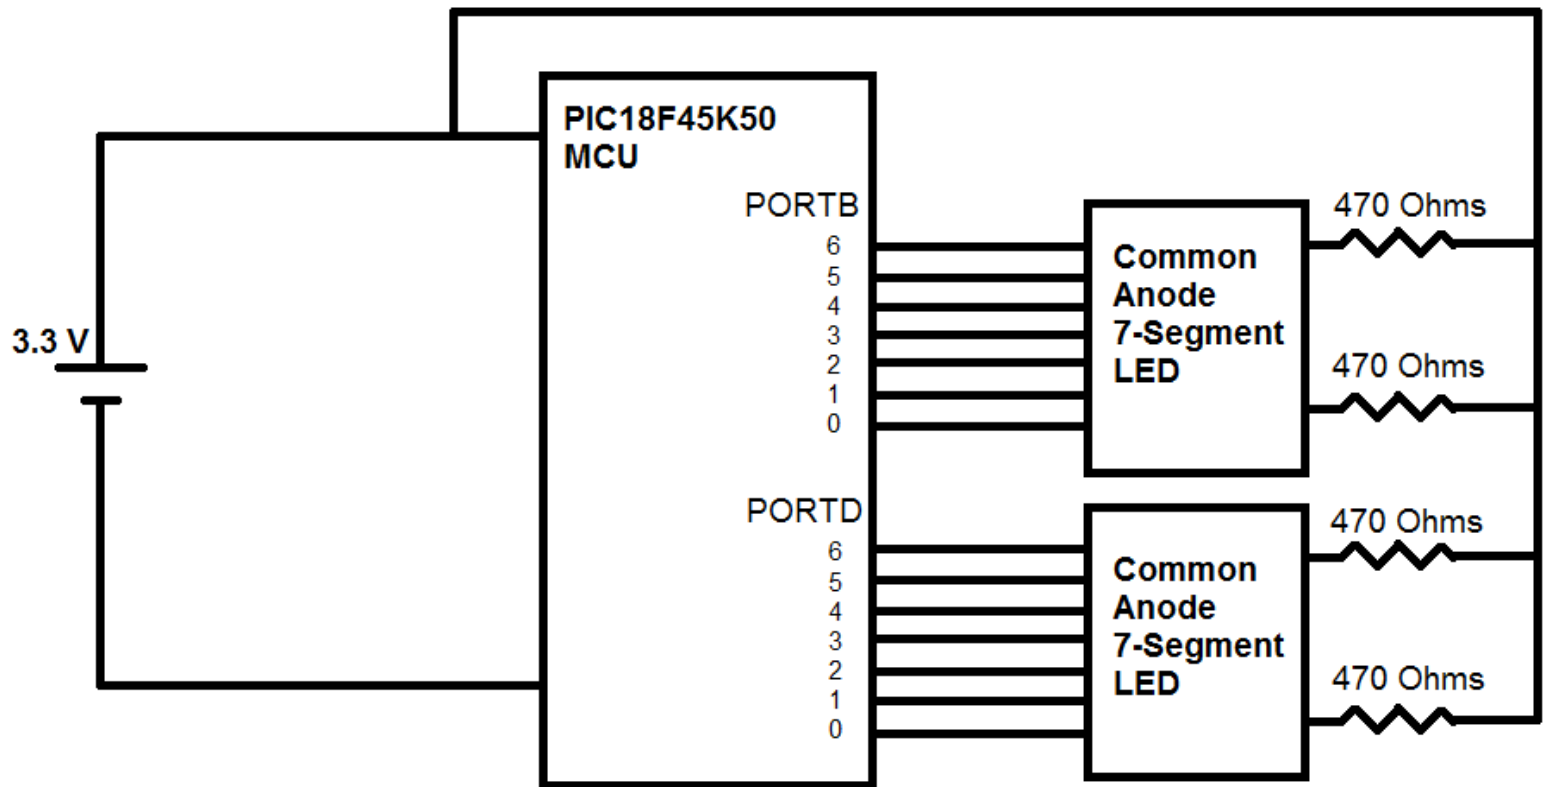 PIC18F45K50
MCU
PORTB
6
5
4
3
2
1
0
3.3 V
Common
Anode
7-Segment
LED
470 Ohms
470 Ohms
PORTD
6
5
4
3
2
1
0
Common
Anode
7-Segment
LED
470 Ohms
470 Ohms